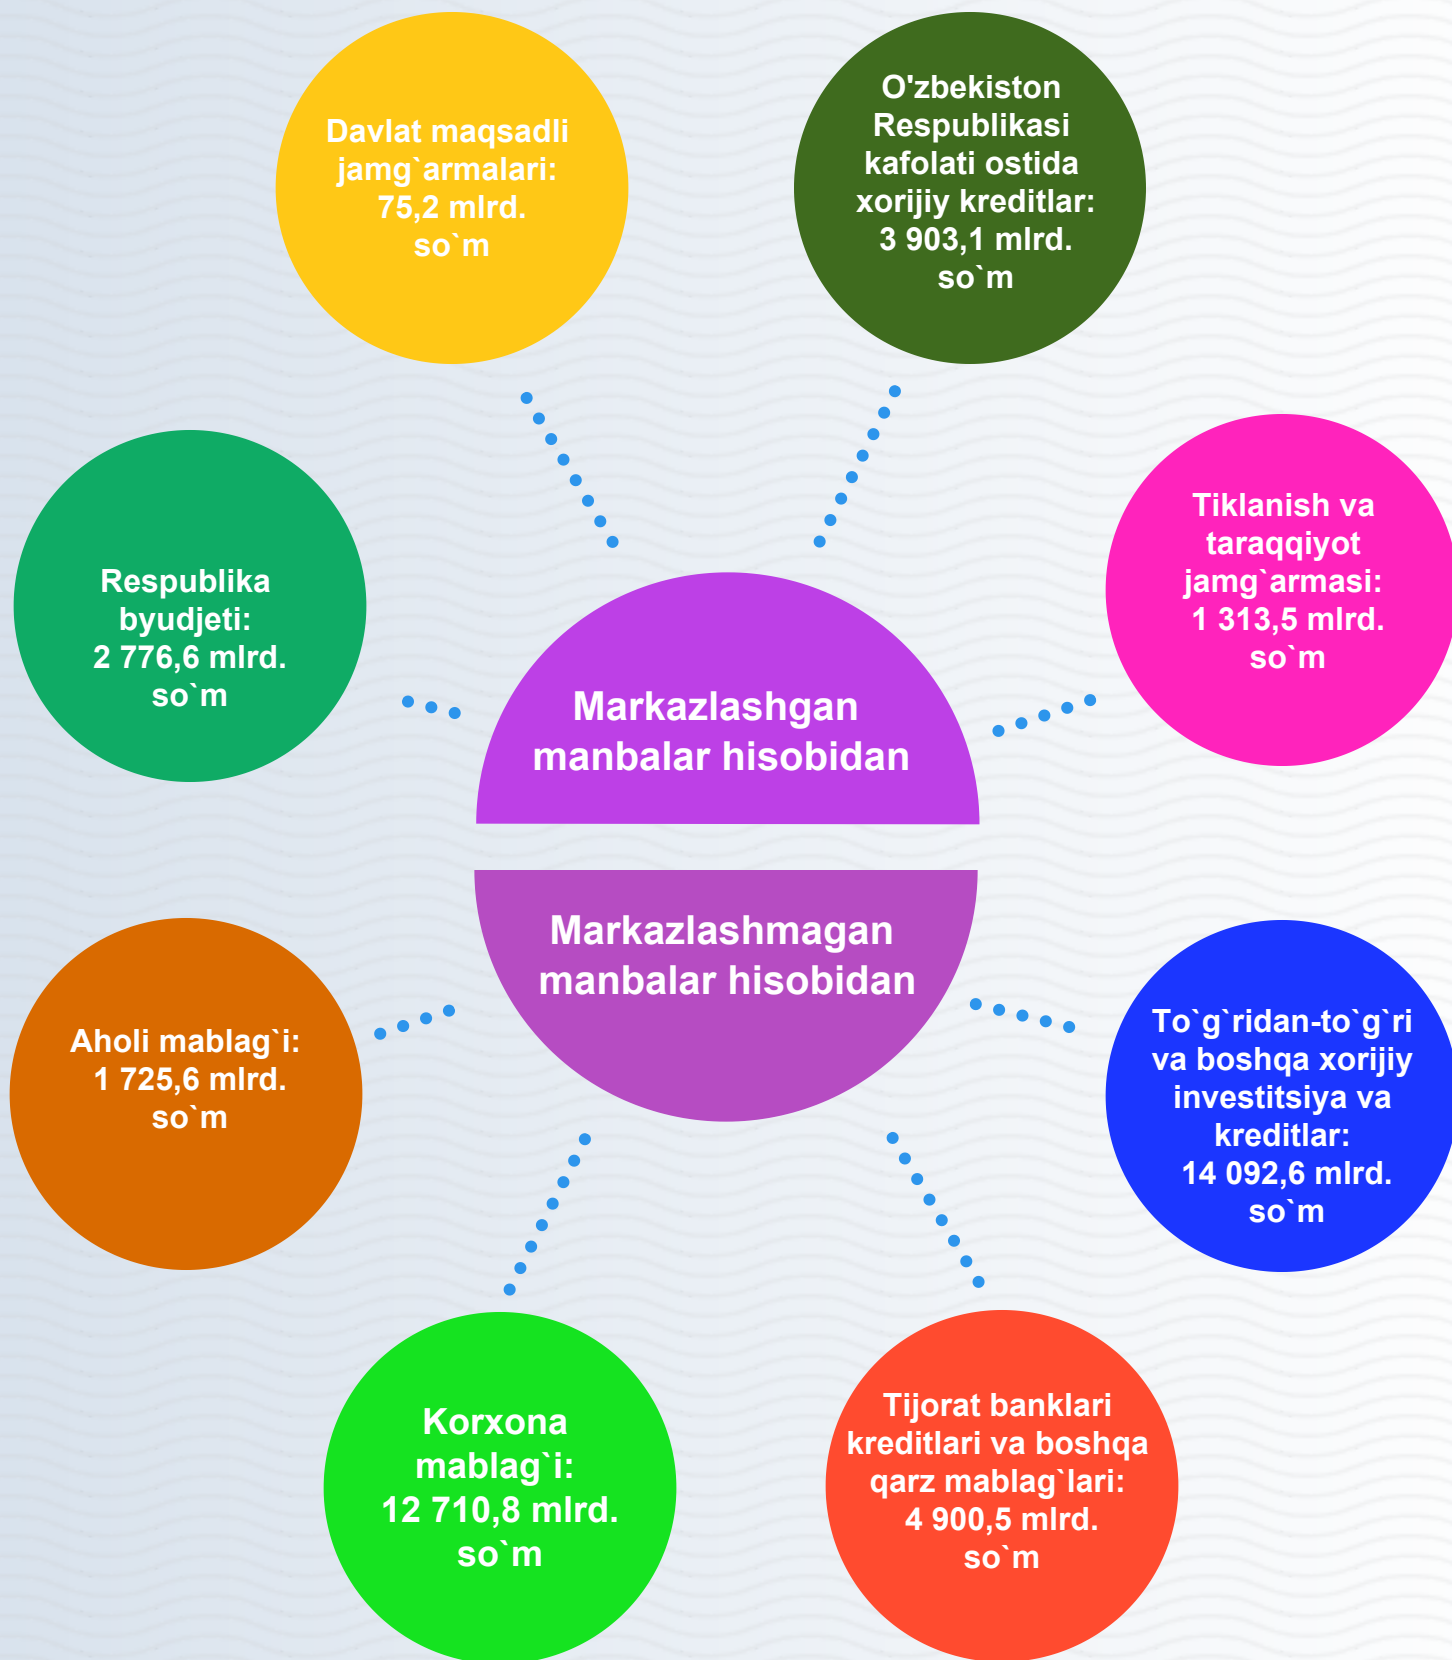 Davlat maqsadli
jamg`armalari:
75,2 mlrd.
so`m
O'zbekiston
Respublikasi
kafolati ostida
xorijiy kreditlar:
3 903,1 mlrd.
so`m
Respublika
byudjeti:
2 776,6 mlrd.
so`m
Tiklanish va
taraqqiyot
jamg`armasi:
1 313,5 mlrd.
so`m
Markazlashgan
manbalar hisobidan
Markazlashmagan
manbalar hisobidan
Aholi mablag`i:
1 725,6 mlrd.
so`m
To`g`ridan-to`g`ri
va boshqa xorijiy
investitsiya va
kreditlar:
14 092,6 mlrd.
so`m
Korxona
mablag`i:
12 710,8 mlrd.
so`m
Tijorat banklari
kreditlari va boshqa
qarz mablag`lari:
4 900,5 mlrd.
so`m